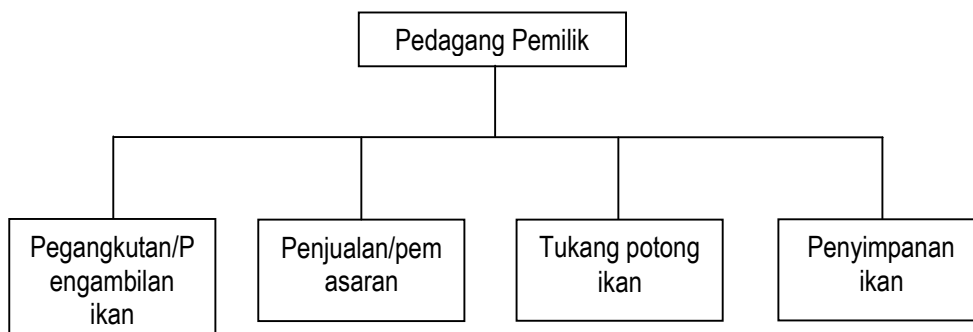 Pedagang Pemilik
Pegangkutan/P
engambilan
ikan
Penjualan/pem
asaran
Tukang potong
ikan
Penyimpanan
ikan